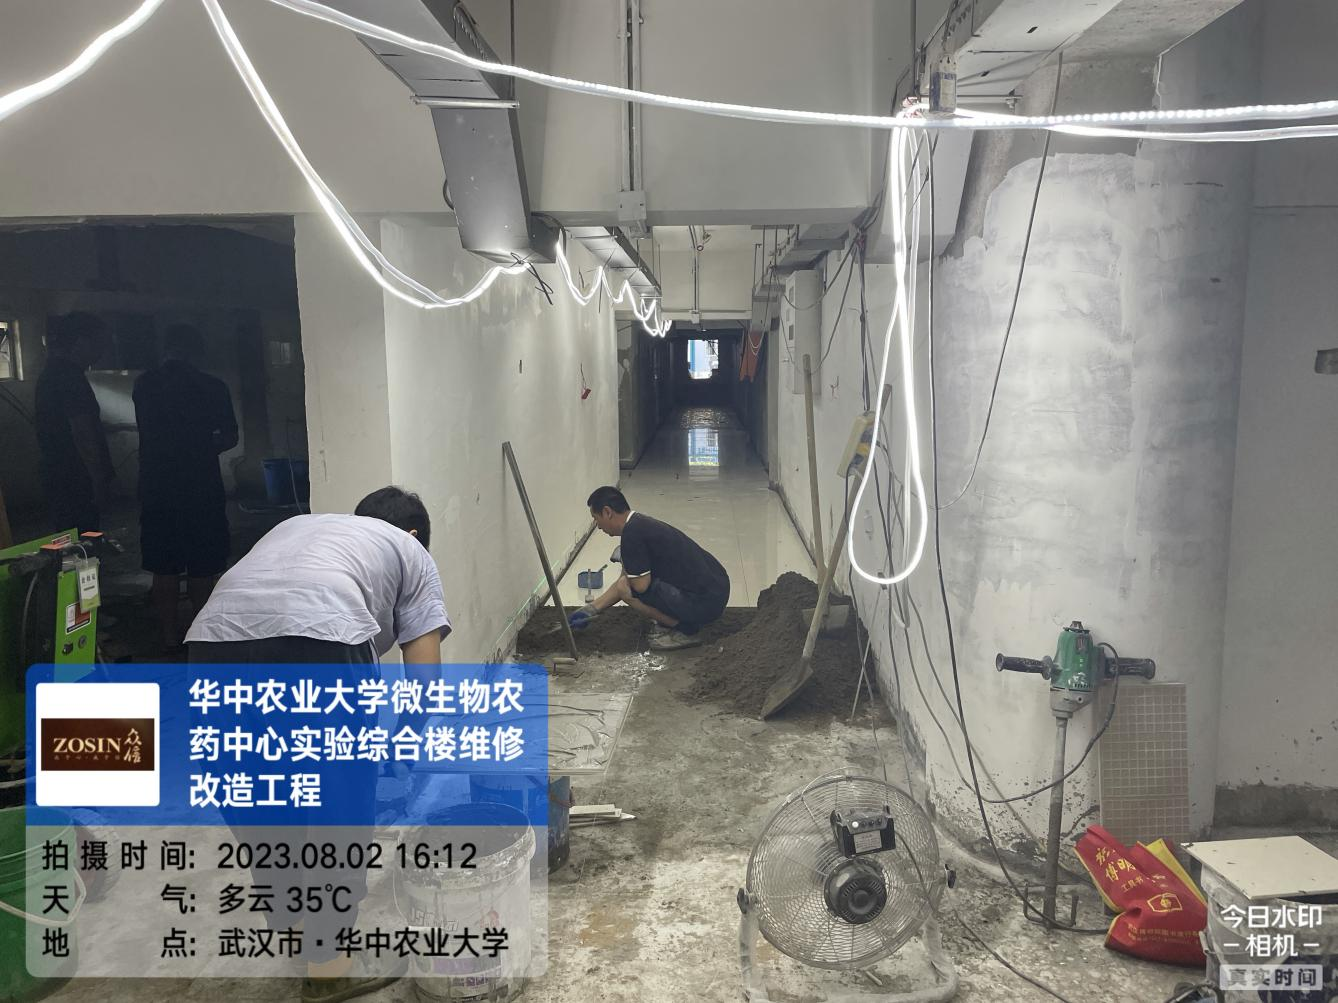 华中农业大学微生物农
药中心实验综合楼维修
改造工程
ZOSIN 众信
拍摄时间: 2023.08.02 16:12
天气: 多云 35℃
地点: 武汉市·华中农业大学
今日水印
-相机-
真实时间